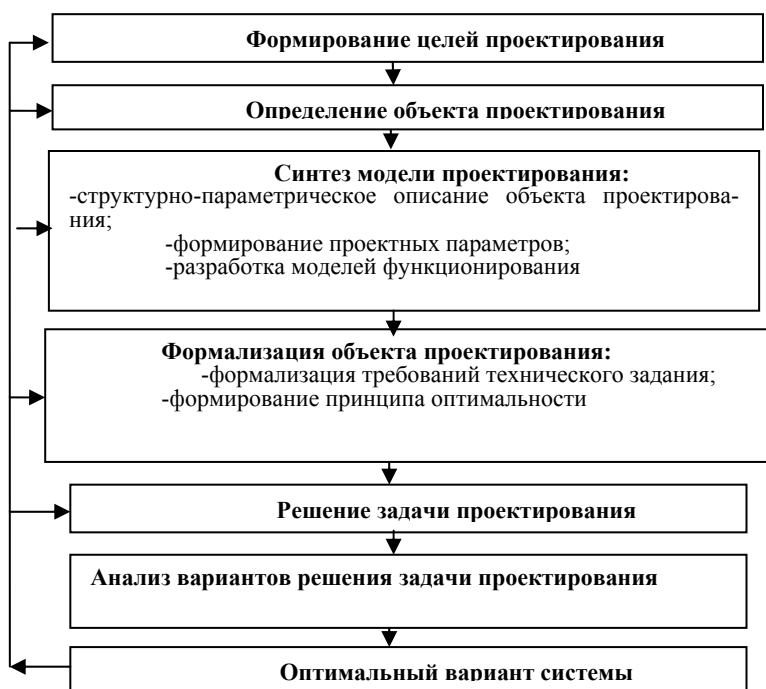 Формирование целей проектирования
Определение объекта проектирования
Синтез модели проектирования:
-структурно-параметрическое описание объекта проектирова-
ния;
-формирование проектных параметров;
-разработка моделей функционирования
Формализация объекта проектирования:
-формализация требований технического задания;
-формирование принципа оптимальности
Решение задачи проектирования
Анализ вариантов решения задачи проектирования
Оптимальный вариант системы